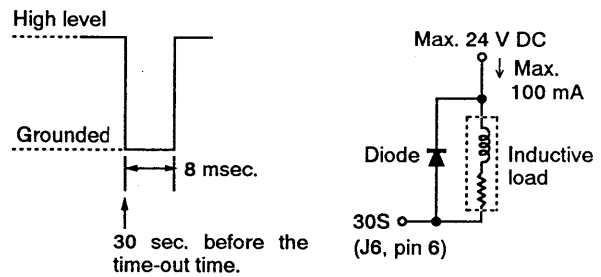 High level
Grounded
8 msec.
30 sec. before the
time-out time.
Max. 24 V DC
Max.
100 mA
Diode
Inductive
load
30S
(J6, pin 6)